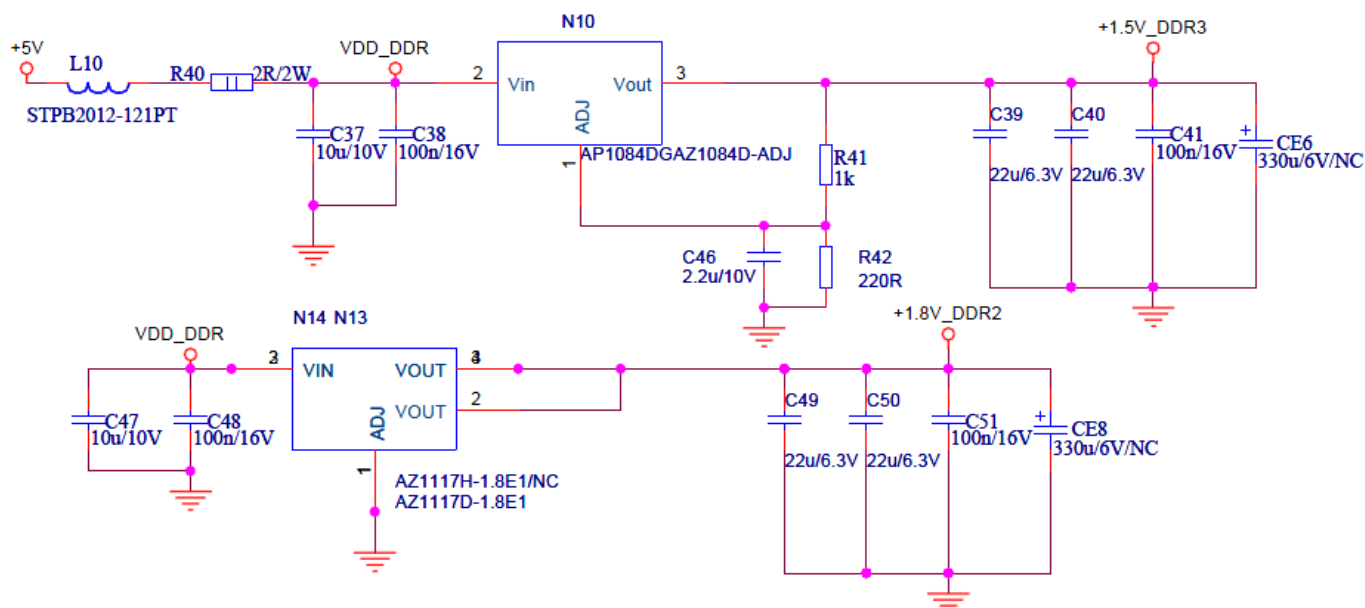 N10
+1.5V_DDR3
+5V
L10
R40
2R/2W
VDD_DDR
2
Vin
Vout
3
ADJ
1
STPB2012-121PT
C37
10u/10V
C38
100n/16V
AP1084DGAZ1084D-ADJ
R41
1k
C39
22u/6.3V
C40
22u/6.3V
C41
100n/16V
+
CE6
330u/6V/NC
C46
2.2u/10V
R42
220R
N14 N13
+1.8V_DDR2
VDD_DDR
VIN
VOUT
VOUT
2
ADJ
1
C47
10u/10V
C48
100n/16V
AZ1117H-1.8E1/NC
AZ1117D-1.8E1
C49
22u/6.3V
C50
22u/6.3V
C51
100n/16V
+
CE8
330u/6V/NC